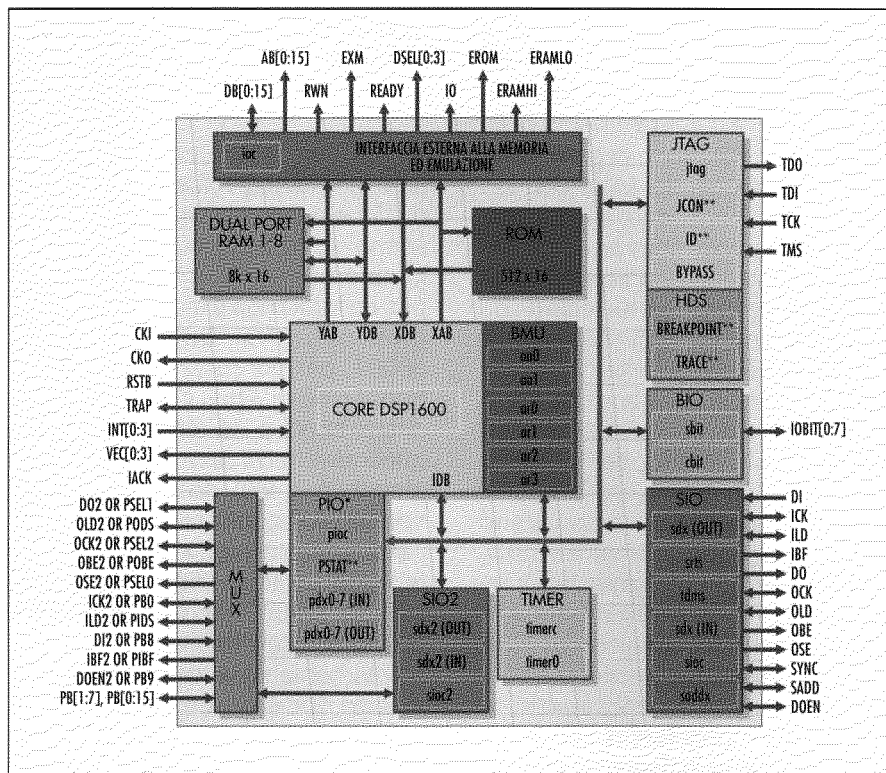 AB[0:15] EXM DSEL[0:3] EROM ERAMLO
DB[0:15] RWN READY IO ERAMHI
ioc
INTERFACCIA ESTERNA ALLA MEMORIA
ED EMULAZIONE
DUAL PORT
RAM 1-8
8k x 16
ROM
512 x 16
YAB YDB XDB XAB
CORE DSP1600
IDB
BMU
aa0
aa1
ar0
ar1
ar2
ar3
CKI
CKO
RSTB
TRAP
INT[0:3]
VEC[0:3]
IACK
DO2 OR PSEL1
OLD2 OR PODS
OCK2 OR PSEL2
OBE2 OR POBE
OSE2 OR PSEL0
ICK2 OR PB0
ILD2 OR PIDS
DI2 OR PB8
IBF2 OR PIBF
DOEN2 OR PB9
PB[1:7], PB[0:15]
MUX
PIO*
pioc
PSTAT**
pdx0-7 (IN)
pdx0-7 (OUT)
SIO2
sdx2 (OUT)
sdx2 (IN)
sioc2
TIMER
timerc
timer0
JTAG
jtag
JCON**
ID**
BYPASS
HDS
BREAKPOINT**
TRACE**
TDO
TDI
TCK
TMS
BIO
sbit
cbit
IOBIT[0:7]
SIO
sdx (OUT)
srta
tdms
sdx (IN)
sioc
saddx
DI
ICK
ILD
IBF
DO
OCK
OLD
OBE
OSE
SYNC
SADD
DOEN